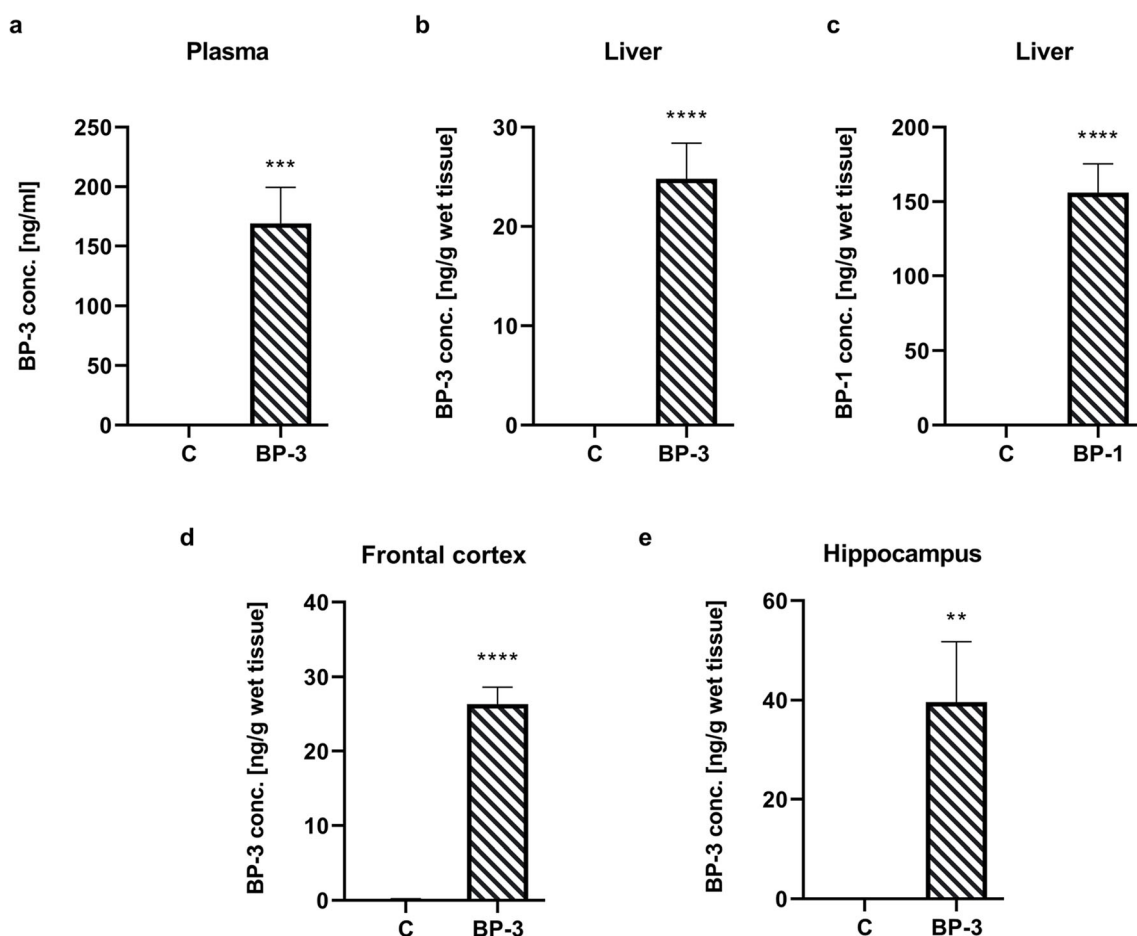 a
Plasma
BP-3 conc. [ng/ml]
250
200
150
100
50
0
***
C
BP-3
b
Liver
BP-3 conc. [ng/g wet tissue]
30
20
10
0
****
C
BP-3
c
Liver
BP-1 conc. [ng/g wet tissue]
200
150
100
50
0
****
C
BP-1
d
Frontal cortex
BP-3 conc. [ng/g wet tissue]
40
30
20
10
0
****
C
BP-3
e
Hippocampus
BP-3 conc. [ng/g wet tissue]
60
40
20
0
**
C
BP-3